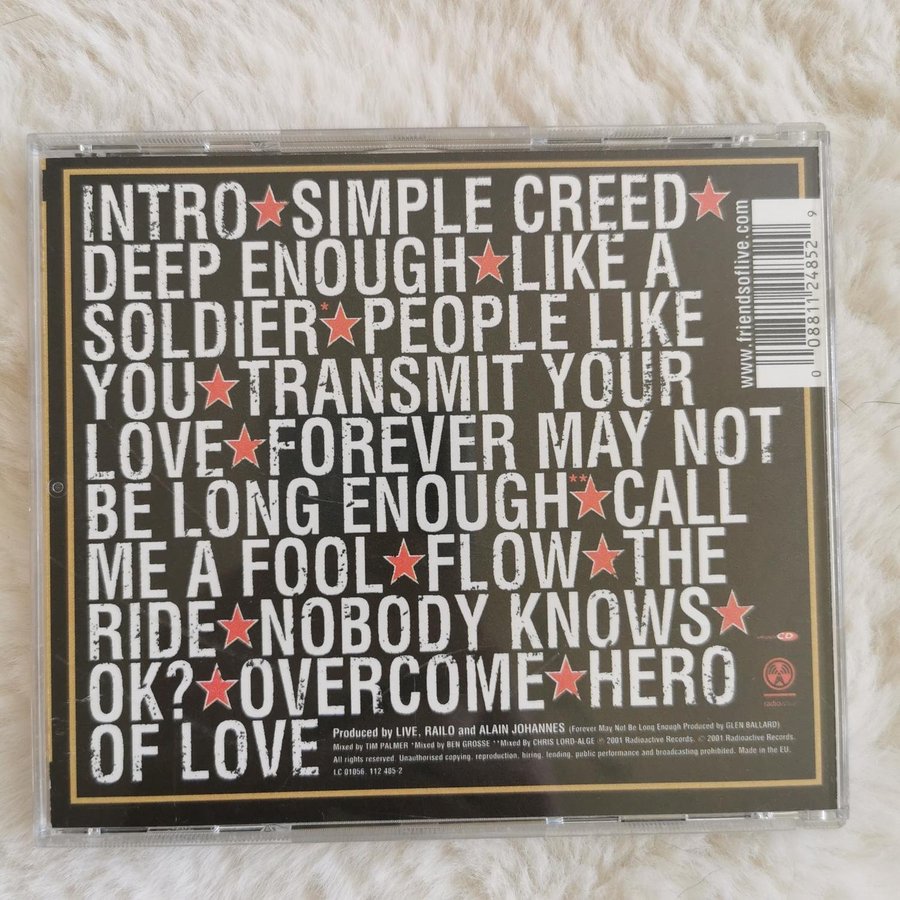 INTRO★SIMPLE CREED★
DEEP ENOUGH★LIKE A
SOLDIER*★PEOPLE LIKE
YOU★TRANSMIT YOUR
LOVE★FOREVER MAY NOT
BE LONG ENOUGH**★CALL
ME A FOOL★FLOW★THE
RIDE★NOBODY KNOWS★
OK?★OVERCOME★HERO
OF LOVE
Produced by LIVE, RAILO and ALAIN JOHANNES (Forever May Not Be Long Enough Produced by GLEN BALLARD)
Mixed by TIM PALMER *Mixed by BEN GROSSE **Mixed By CHRIS LORD-ALGE ℗ 2001 Radioactive Records. © 2001 Radioactive Records.
All rights reserved. Unauthorised copying, reproduction, hiring, lending, public performance and broadcasting prohibited. Made in the EU.
LC 01056. 112 485-2
www.friendsoflive.com
0 08811 24852 9
CD